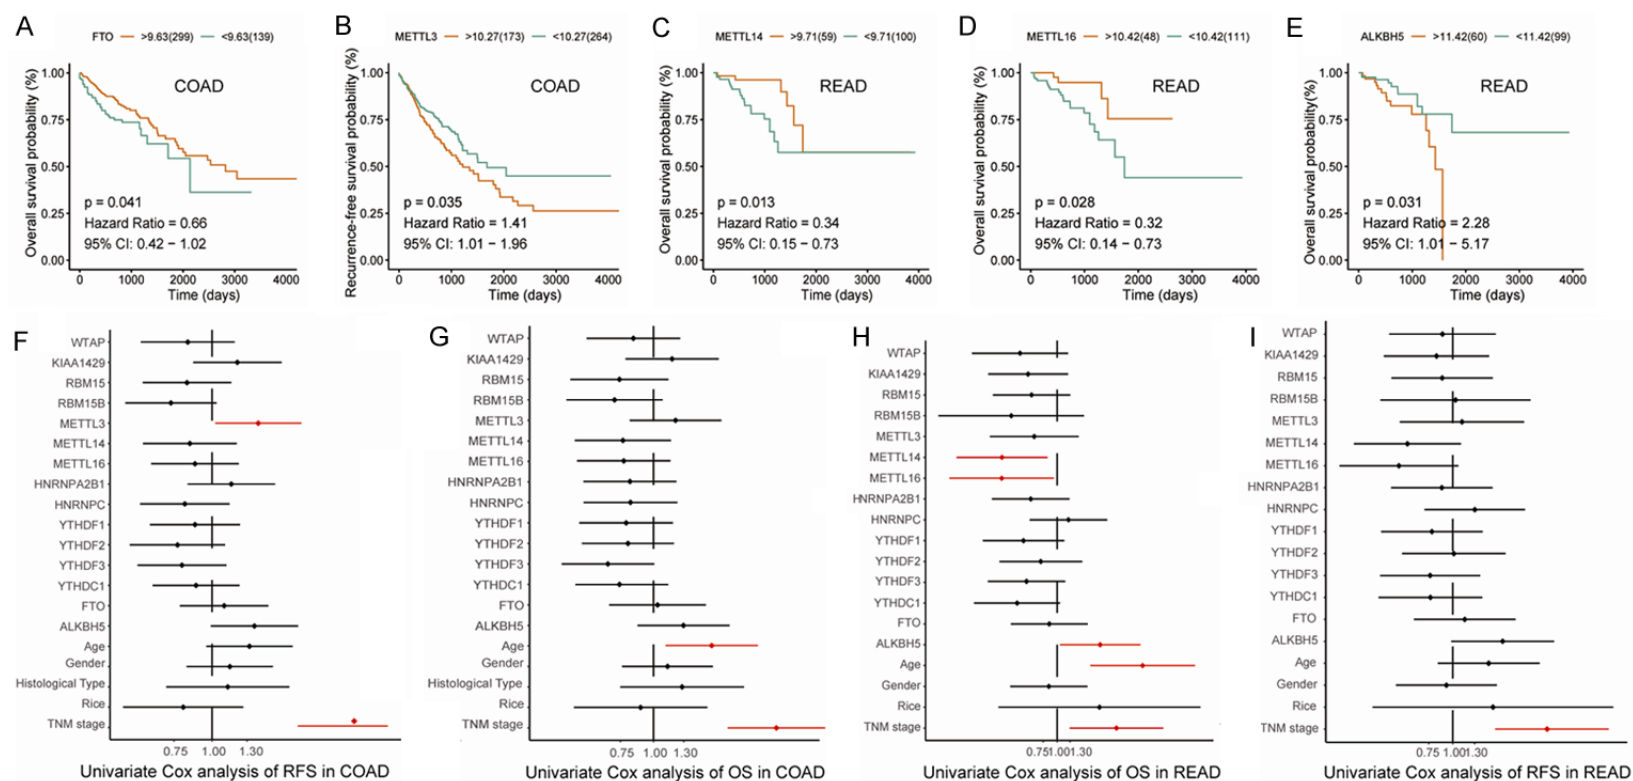 A
FTO >9.63(299) <9.63(139)
COAD
Overall survival probability (%)
1.00
0.75
0.50
0.25
0.00
p = 0.041
Hazard Ratio = 0.66
95% CI: 0.42 − 1.02
0 1000 2000 3000 4000
Time (days)
B
METTL3 >10.27(173) <10.27(264)
COAD
Recurrence-free survival probability (%)
1.00
0.75
0.50
0.25
0.00
p = 0.035
Hazard Ratio = 1.41
95% CI: 1.01 − 1.96
0 1000 2000 3000 4000
Time (days)
C
METTL14 >9.71(59) <9.71(100)
READ
Overall survival probability (%)
1.00
0.75
0.50
0.25
0.00
p = 0.013
Hazard Ratio = 0.34
95% CI: 0.15 − 0.73
0 1000 2000 3000 4000
Time (days)
D
METTL16 >10.42(48) <10.42(111)
READ
Overall survival probability (%)
1.00
0.75
0.50
0.25
0.00
p = 0.028
Hazard Ratio = 0.32
95% CI: 0.14 − 0.73
0 1000 2000 3000 4000
Time (days)
E
ALKBH5 >11.42(60) <11.42(99)
READ
Overall survival probability(%)
1.00
0.75
0.50
0.25
0.00
p = 0.031
Hazard Ratio = 2.28
95% CI: 1.01 − 5.17
0 1000 2000 3000 4000
Time (days)
F
WTAP
KIAA1429
RBM15
RBM15B
METTL3
METTL14
METTL16
HNRNPA2B1
HNRNPC
YTHDF1
YTHDF2
YTHDF3
YTHDC1
FTO
ALKBH5
Age
Gender
Histological Type
Rice
TNM stage
0.75 1.00 1.30
Univariate Cox analysis of RFS in COAD
G
WTAP
KIAA1429
RBM15
RBM15B
METTL3
METTL14
METTL16
HNRNPA2B1
HNRNPC
YTHDF1
YTHDF2
YTHDF3
YTHDC1
FTO
ALKBH5
Age
Gender
Histological Type
Rice
TNM stage
0.75 1.00 1.30
Univariate Cox analysis of OS in COAD
H
WTAP
KIAA1429
RBM15
RBM15B
METTL3
METTL14
METTL16
HNRNPA2B1
HNRNPC
YTHDF1
YTHDF2
YTHDF3
YTHDC1
FTO
ALKBH5
Age
Gender
Rice
TNM stage
0.751.001.30
Univariate Cox analysis of OS in READ
I
WTAP
KIAA1429
RBM15
RBM15B
METTL3
METTL14
METTL16
HNRNPA2B1
HNRNPC
YTHDF1
YTHDF2
YTHDF3
YTHDC1
FTO
ALKBH5
Age
Gender
Rice
TNM stage
0.75 1.001.30
Univariate Cox analysis of RFS in READ